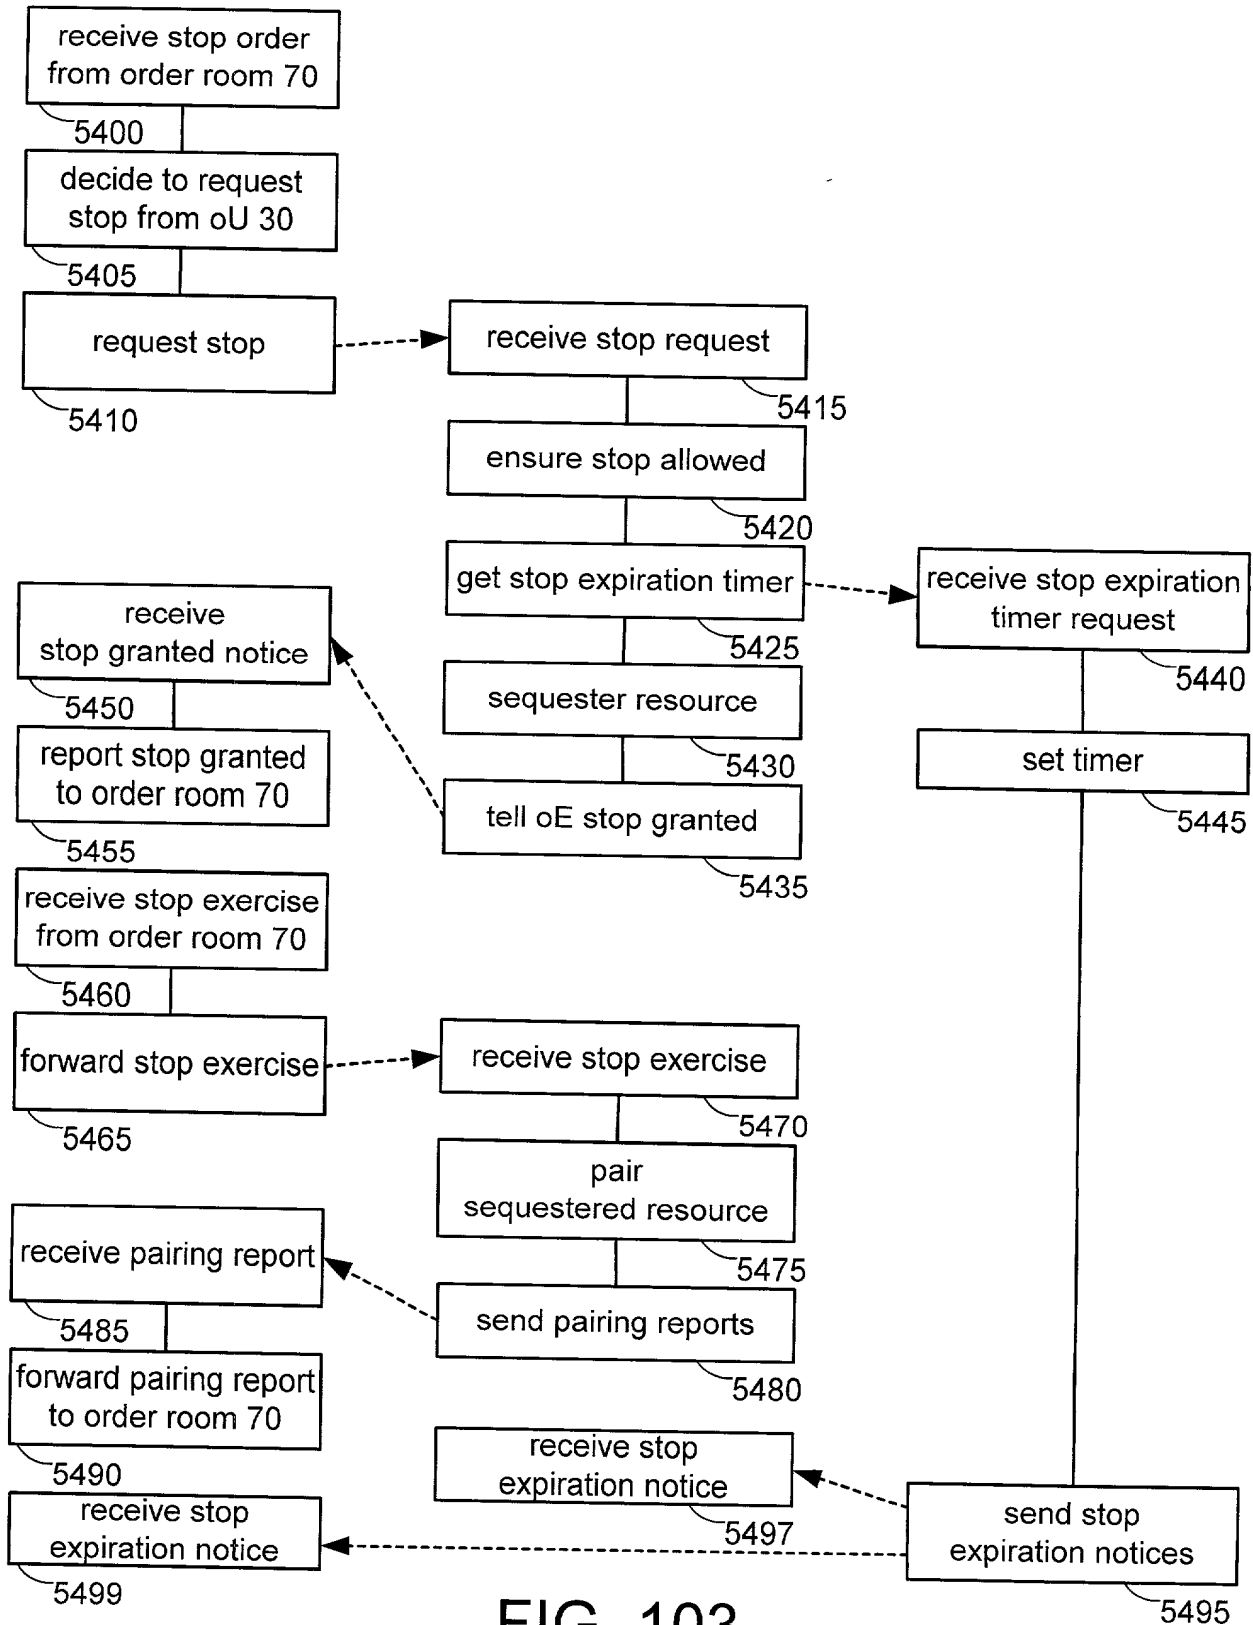 receive stop order
from order room 70
5400
decide to request
stop from oU 30
5405
request stop
5410
receive stop request
5415
ensure stop allowed
5420
get stop expiration timer
5425
receive stop expiration
timer request
5440
receive
stop granted notice
5450
sequester resource
5430
set timer
5445
report stop granted
to order room 70
5455
tell oE stop granted
5435
receive stop exercise
from order room 70
5460
forward stop exercise
5465
receive stop exercise
5470
pair
sequestered resource
5475
receive pairing report
5485
send pairing reports
5480
forward pairing report
to order room 70
5490
receive stop
expiration notice
5497
receive stop
expiration notice
5499
send stop
expiration notices
5495
FIG. 103